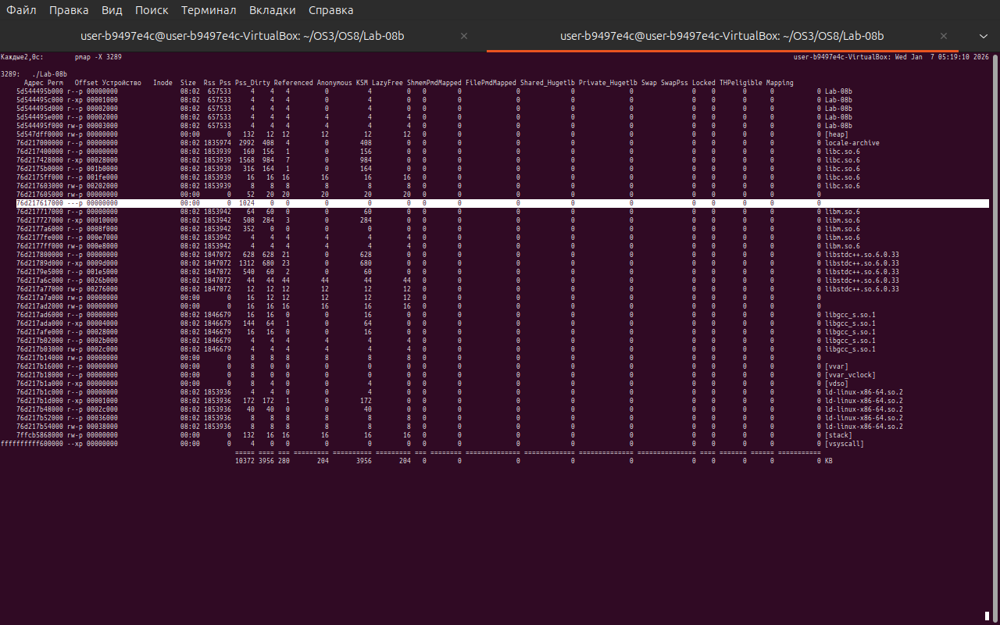 Файл Правка Вид Поиск Терминал Вкладки Справка
user-b9497e4c@user-b9497e4c-VirtualBox: ~/OS3/OS8/Lab-08b × user-b9497e4c@user-b9497e4c-VirtualBox: ~/OS3/OS8/Lab-08b ×
Каждые2,0с: pmap -X 3289 user-b9497e4c-VirtualBox: Wed Jan 7 05:19:10 2026
3289: ./Lab-08b
Адрес Perm Offset Устройство Inode Size Rss Pss Pss_Dirty Referenced Anonymous KSM LazyFree ShmemPmdMapped FilePmdMapped Shared_Hugetlb Private_Hugetlb Swap SwapPss Locked THPeligible Mapping
5d544495b000 r--p 00000000 08:02 657533 4 4 4 0 4 0 0 0 0 0 0 0 0 0 0 0 Lab-08b
5d544495c000 r-xp 00001000 08:02 657533 4 4 4 0 4 0 0 0 0 0 0 0 0 0 0 0 Lab-08b
5d544495d000 r--p 00002000 08:02 657533 4 4 4 0 4 0 0 0 0 0 0 0 0 0 0 0 Lab-08b
5d544495e000 r--p 00002000 08:02 657533 4 4 4 4 4 4 0 0 0 0 0 0 0 0 0 0 Lab-08b
5d544495f000 rw-p 00003000 08:02 657533 4 4 4 4 4 4 0 0 0 0 0 0 0 0 0 0 Lab-08b
5d547dff0000 rw-p 00000000 00:00 0 132 12 12 12 12 12 0 0 0 0 0 0 0 0 0 0 [heap]
76d217000000 r--p 00000000 08:02 1835974 2992 408 4 0 408 0 0 0 0 0 0 0 0 0 0 0 locale-archive
76d217400000 r--p 00000000 08:02 1853939 160 156 1 0 156 0 0 0 0 0 0 0 0 0 0 0 libc.so.6
76d217428000 r-xp 00028000 08:02 1853939 1568 984 7 0 984 0 0 0 0 0 0 0 0 0 0 0 libc.so.6
76d2175b0000 r--p 001b0000 08:02 1853939 316 164 1 0 164 0 0 0 0 0 0 0 0 0 0 0 libc.so.6
76d2175ff000 r--p 001fe000 08:02 1853939 16 16 16 16 16 16 0 0 0 0 0 0 0 0 0 0 libc.so.6
76d217603000 rw-p 00202000 08:02 1853939 8 8 8 8 8 8 0 0 0 0 0 0 0 0 0 0 libc.so.6
76d217605000 rw-p 00000000 00:00 0 52 20 20 20 20 20 0 0 0 0 0 0 0 0 0 0
76d217617000 ---p 00000000 00:00 0 1024 0 0 0 0 0 0 0 0 0 0 0 0 0 0 0
76d217717000 r--p 00000000 08:02 1853942 64 60 0 0 60 0 0 0 0 0 0 0 0 0 0 0 libm.so.6
76d217727000 r-xp 00010000 08:02 1853942 508 284 3 0 284 0 0 0 0 0 0 0 0 0 0 0 libm.so.6
76d2177a6000 r--p 0008f000 08:02 1853942 352 0 0 0 0 0 0 0 0 0 0 0 0 0 0 0 libm.so.6
76d2177fe000 r--p 000e7000 08:02 1853942 4 4 4 4 4 4 0 0 0 0 0 0 0 0 0 0 libm.so.6
76d2177ff000 rw-p 000e8000 08:02 1853942 4 4 4 4 4 4 0 0 0 0 0 0 0 0 0 0 libm.so.6
76d217800000 r--p 00000000 08:02 1847072 628 628 21 0 628 0 0 0 0 0 0 0 0 0 0 0 libstdc++.so.6.0.33
76d21789d000 r-xp 0009d000 08:02 1847072 1312 680 23 0 680 0 0 0 0 0 0 0 0 0 0 0 libstdc++.so.6.0.33
76d2179e5000 r--p 001e5000 08:02 1847072 540 60 2 0 60 0 0 0 0 0 0 0 0 0 0 0 libstdc++.so.6.0.33
76d217a6c000 r--p 0026b000 08:02 1847072 44 44 44 44 44 44 0 0 0 0 0 0 0 0 0 0 libstdc++.so.6.0.33
76d217a77000 rw-p 00276000 08:02 1847072 12 12 12 12 12 12 0 0 0 0 0 0 0 0 0 0 libstdc++.so.6.0.33
76d217a7a000 rw-p 00000000 00:00 0 16 12 12 12 12 12 0 0 0 0 0 0 0 0 0 0
76d217ad2000 rw-p 00000000 00:00 0 16 16 16 16 16 16 0 0 0 0 0 0 0 0 0 0
76d217ad6000 r--p 00000000 08:02 1846679 16 16 0 0 16 0 0 0 0 0 0 0 0 0 0 0 libgcc_s.so.1
76d217ada000 r-xp 00004000 08:02 1846679 144 64 1 0 64 0 0 0 0 0 0 0 0 0 0 0 libgcc_s.so.1
76d217afe000 r--p 00028000 08:02 1846679 16 16 0 0 16 0 0 0 0 0 0 0 0 0 0 0 libgcc_s.so.1
76d217b02000 r--p 0002b000 08:02 1846679 4 4 4 4 4 4 0 0 0 0 0 0 0 0 0 0 libgcc_s.so.1
76d217b03000 rw-p 0002c000 08:02 1846679 4 4 4 4 4 4 0 0 0 0 0 0 0 0 0 0 libgcc_s.so.1
76d217b14000 rw-p 00000000 00:00 0 8 8 8 8 8 8 0 0 0 0 0 0 0 0 0 0
76d217b16000 r--p 00000000 00:00 0 8 0 0 0 0 0 0 0 0 0 0 0 0 0 0 0 [vvar]
76d217b18000 r--p 00000000 00:00 0 8 0 0 0 0 0 0 0 0 0 0 0 0 0 0 0 [vvar_vclock]
76d217b1a000 r-xp 00000000 00:00 0 8 4 0 0 4 0 0 0 0 0 0 0 0 0 0 0 [vdso]
76d217b1c000 r--p 00000000 08:02 1853936 4 4 0 0 4 0 0 0 0 0 0 0 0 0 0 0 ld-linux-x86-64.so.2
76d217b1d000 r-xp 00001000 08:02 1853936 172 172 1 0 172 0 0 0 0 0 0 0 0 0 0 0 ld-linux-x86-64.so.2
76d217b48000 r--p 0002c000 08:02 1853936 40 40 0 0 40 0 0 0 0 0 0 0 0 0 0 0 ld-linux-x86-64.so.2
76d217b52000 r--p 00036000 08:02 1853936 8 8 8 8 8 8 0 0 0 0 0 0 0 0 0 0 ld-linux-x86-64.so.2
76d217b54000 rw-p 00038000 08:02 1853936 8 8 8 8 8 8 0 0 0 0 0 0 0 0 0 0 ld-linux-x86-64.so.2
7ffcb5868000 rw-p 00000000 00:00 0 132 16 16 16 16 16 0 0 0 0 0 0 0 0 0 0 [stack]
ffffffffff600000 --xp 00000000 00:00 0 4 0 0 0 0 0 0 0 0 0 0 0 0 0 0 0 [vsyscall]
===== ==== === ========= ========== ========= === ======== ============== ============= ============== =============== ==== ======= ====== ===========
10372 3956 280 204 3956 204 0 0 0 0 0 0 0 0 0 0 KB